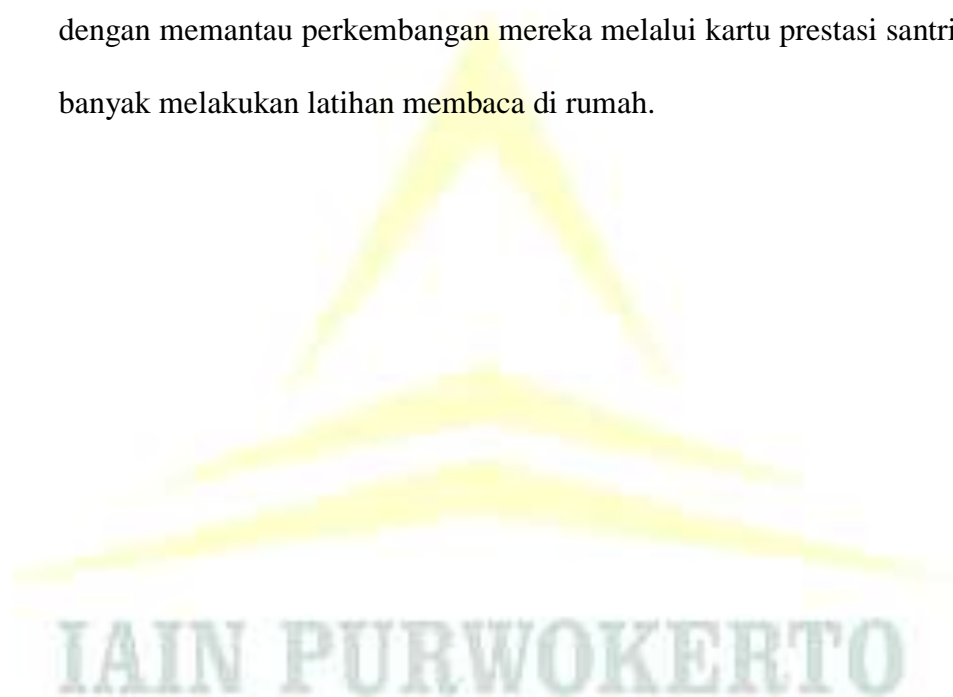 dengan memantau perkembangan mereka melalui kartu prestasi santri
banyak melakukan latihan membaca di rumah.
IAIN PURWOKERTO